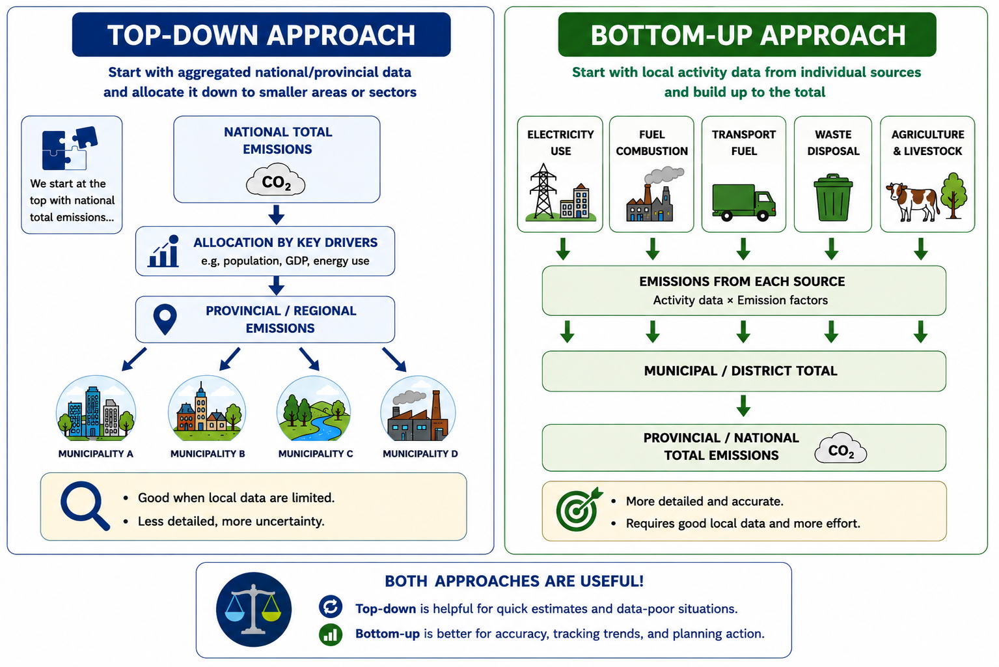 TOP-DOWN APPROACH
Start with aggregated national/provincial data
and allocate it down to smaller areas or sectors
We start at the
top with national
total emissions...
NATIONAL TOTAL
EMISSIONS
CO₂
ALLOCATION BY KEY DRIVERS
e.g, population, GDP, energy use
PROVINCIAL / REGIONAL
EMISSIONS
MUNICIPALITY A
MUNICIPALITY B
MUNICIPALITY C
MUNICIPALITY D
• Good when local data are limited.
• Less detailed, more uncertainty.
BOTTOM-UP APPROACH
Start with local activity data from individual sources
and build up to the total
ELECTRICITY
USE
FUEL
COMBUSTION
TRANSPORT
FUEL
WASTE
DISPOSAL
AGRICULTURE
& LIVESTOCK
EMISSIONS FROM EACH SOURCE
Activity data × Emission factors
MUNICIPAL / DISTRICT TOTAL
PROVINCIAL / NATIONAL
TOTAL EMISSIONS
CO₂
• More detailed and accurate.
• Requires good local data and more effort.
BOTH APPROACHES ARE USEFUL!
Top-down is helpful for quick estimates and data-poor situations.
Bottom-up is better for accuracy, tracking trends, and planning action.